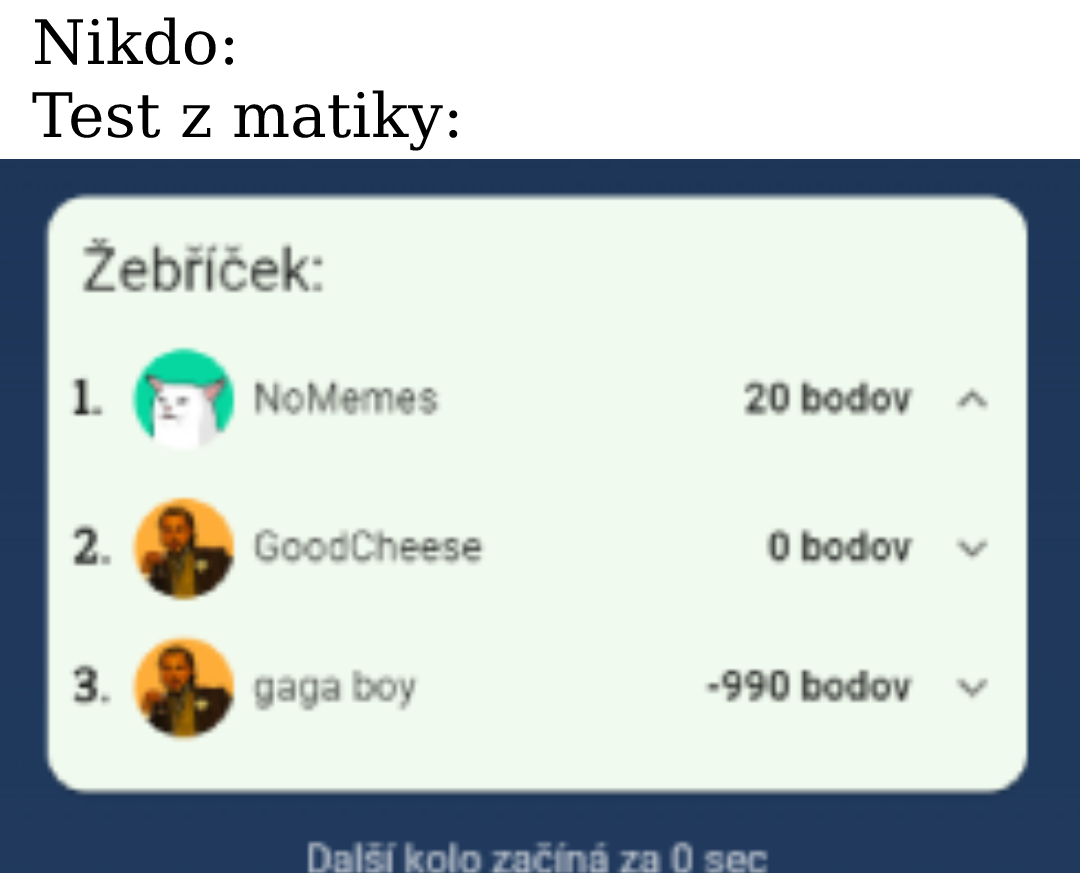 Nikdo:
Test z matiky:
Žebříček:
1. NoMemes 20 bodov
2. GoodCheese 0 bodov
3. gaga boy -990 bodov
Další kolo začíná za 0 sec